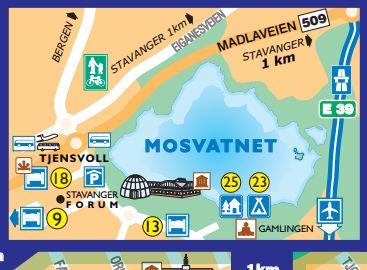 BERGEN
STAVANGER 1km
EIGANESVEIEN
MADLAVEIEN 509
STAVANGER
1 km
E 39
MOSVATNET
TJENSVOLL
18
P
STAVANGER
FORUM
9
13
25
23
GAMLINGEN
1km